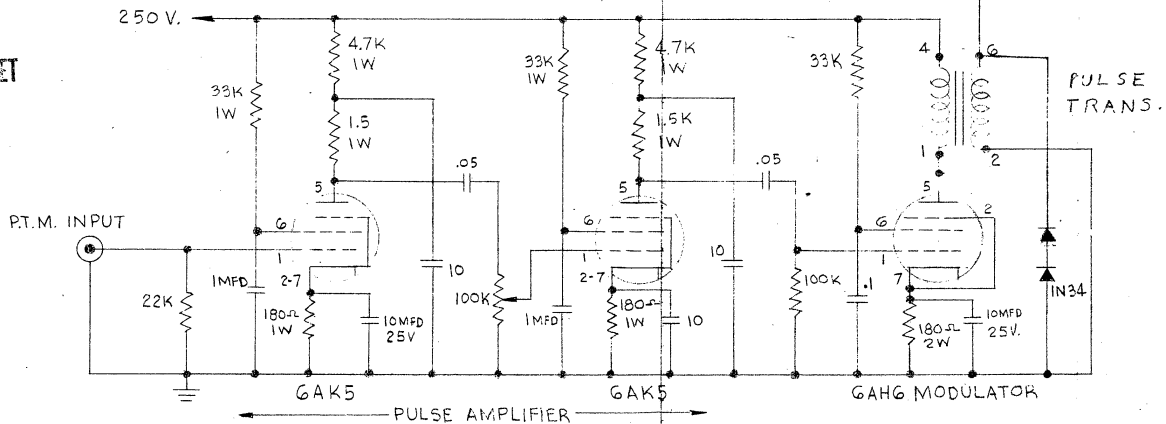 250 V.
ET
4.7K
1W
33K
1W
1.5
1W
5
.05
6
1
2-7
P.T.M. INPUT
22K
1MFD
180Ω
1W
10MFD
25V
10
100K
33K
1W
4.7K
1W
1.5K
1W
5
.05
6
1
2-7
1MFD
180Ω
1W
10
10
33K
100K
.1
4
6
1
2
PULSE
TRANS.
5
6
2
1
7
180Ω
2W
10MFD
25V.
1N34
6AK5
6AK5
6AH6 MODULATOR
PULSE AMPLIFIER